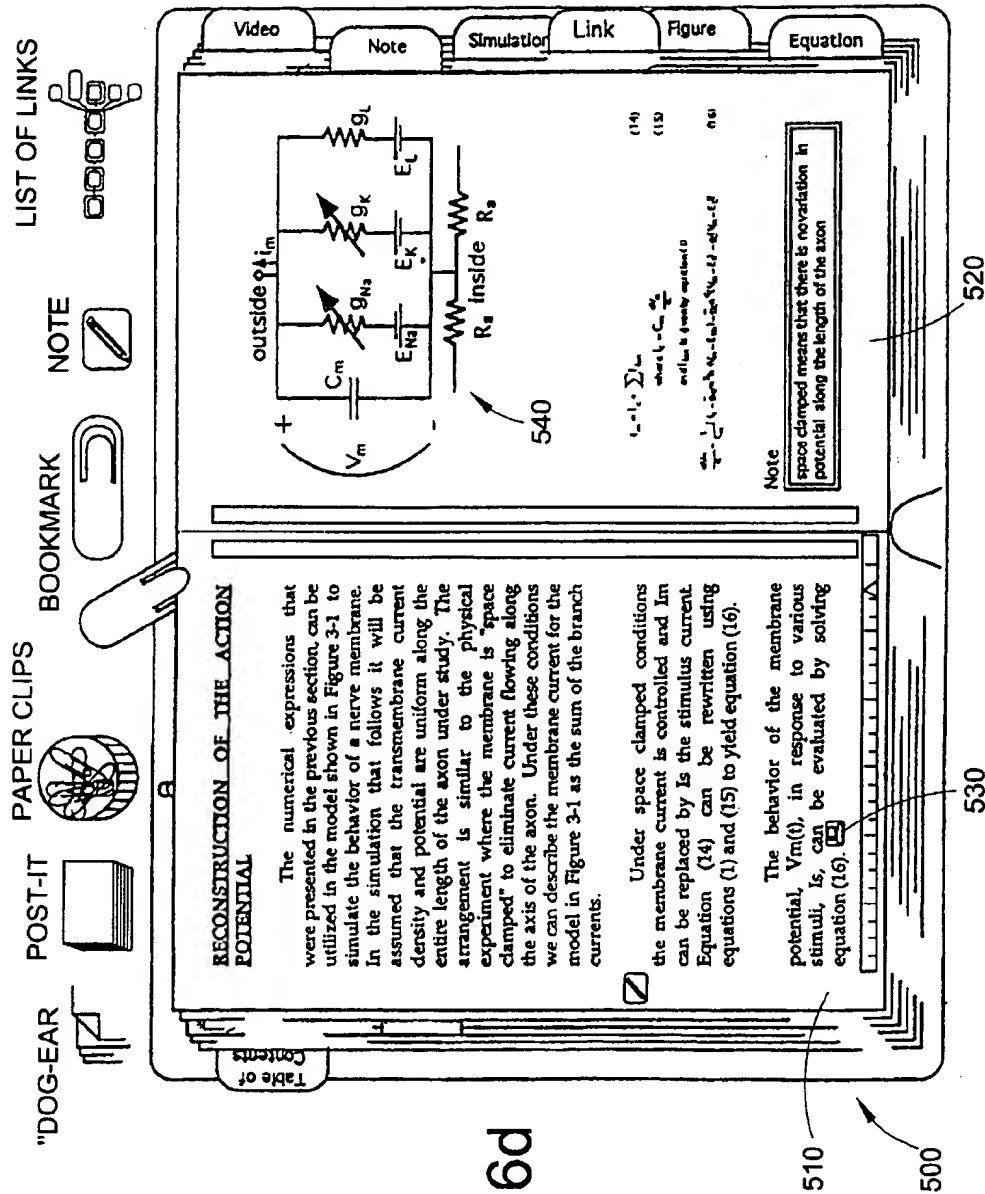 "DOG-EAR
POST-IT
PAPER CLIPS
BOOKMARK
NOTE
LIST OF LINKS
Table of
Contents
Video
Note
Simulation
Link
Figure
Equation
RECONSTRUCTION OF THE ACTION
POTENTIAL
The numerical expressions that
were presented in the previous section, can be
utilized in the model shown in Figure 3-1 to
simulate the behavior of a nerve membrane.
In the simulation that follows it will be
assumed that the transmembrane current
density and potential are uniform along the
entire length of the axon under study. The
arrangement is similar to the physical
experiment where the membrane is "space
clamped" to eliminate current flowing along
the axis of the axon. Under these conditions
we can describe the membrane current for the
model in Figure 3-1 as the sum of the branch
currents.
Under space clamped conditions
the membrane current is controlled and Im
can be replaced by Is the stimulus current.
Equation (14) can be rewritten using
equations (1) and (15) to yield equation (16).
The behavior of the membrane
potential, Vm(t), in response to various
stimuli, Is, can be evaluated by solving
equation (16).
outside
im
+
Vm
-
Cm
gNa
gK
gL
ENa
EK
EL
Ra
inside
Ra
540
(14)
(15)
(16)
Note
space clamped means that there is novariation in
potential along the length of the axon
6d
500
510
530
520